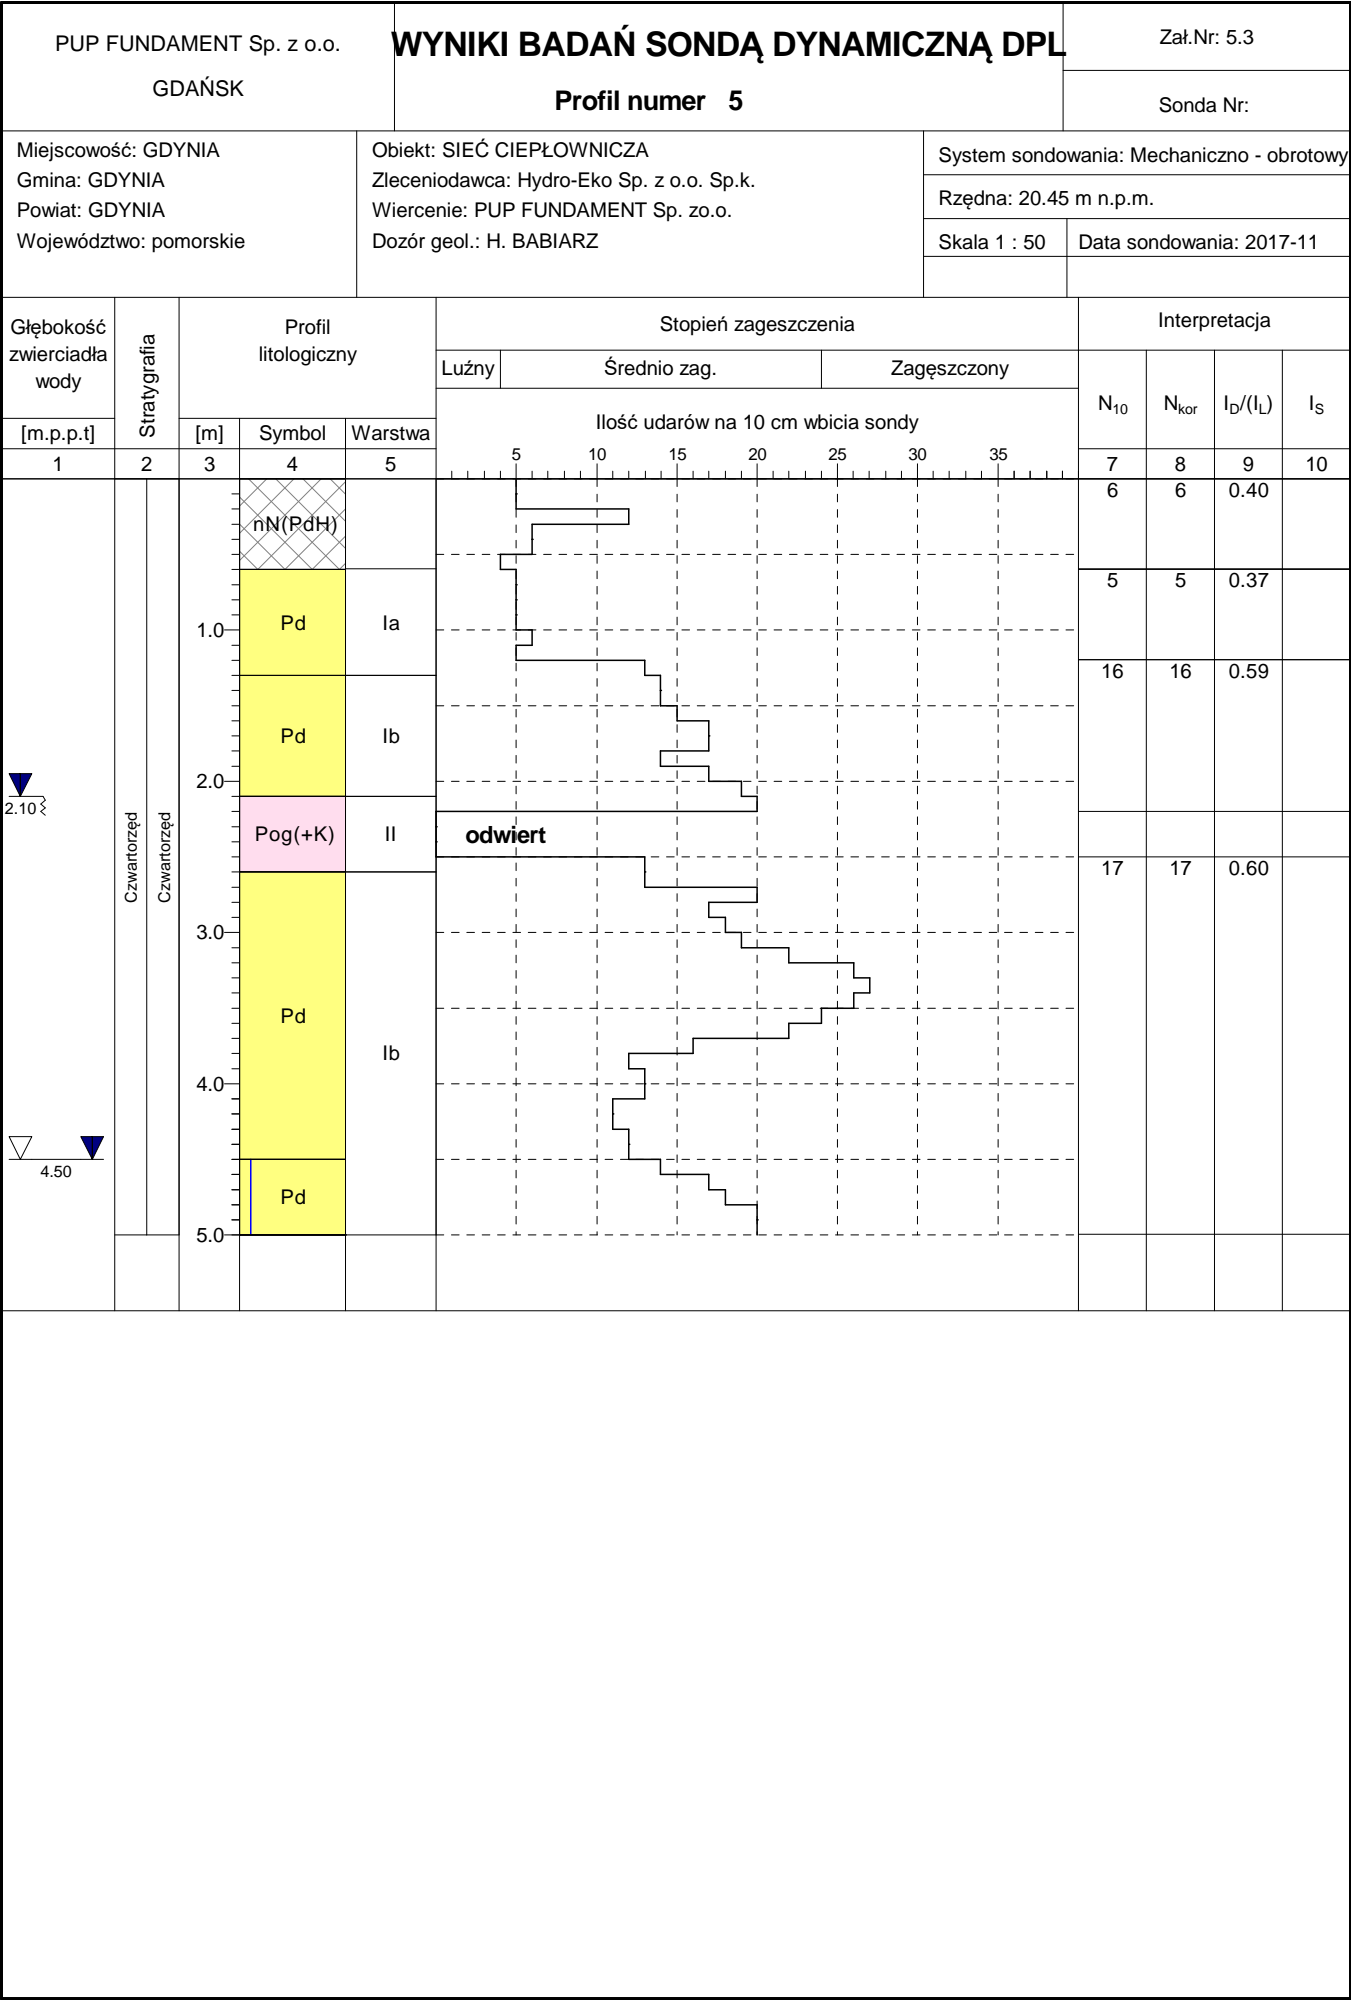 PUP FUNDAMENT Sp. z o.o.
GDAŃSK
WYNIKI BADAŃ SONDĄ DYNAMICZNĄ DPL
Profil numer 5
Zał.Nr: 5.3
Sonda Nr:
Miejscowość: GDYNIA
Gmina: GDYNIA
Powiat: GDYNIA
Województwo: pomorskie
Obiekt: SIEĆ CIEPŁOWNICZA
Zleceniodawca: Hydro-Eko Sp. z o.o. Sp.k.
Wiercenie: PUP FUNDAMENT Sp. zo.o.
Dozór geol.: H. BABIARZ
System sondowania: Mechaniczno - obrotowy
Rzędna: 20.45 m n.p.m.
Skala 1 : 50 Data sondowania: 2017-11
Głębokość
zwierciadła
wody
[m.p.p.t]
Stratygrafia
Profil
litologiczny
[m] Symbol Warstwa
Stopień zageszczenia
Luźny Średnio zag. Zagęszczony
Ilość udarów na 10 cm wbicia sondy
5 10 15 20 25 30 35
Interpretacja
N10 Nkor ID/(IL) IS
1 2 3 4 5 7 8 9 10
nN(PdH) 6 6 0.40
5 5 0.37
1.0 Pd Ia
16 16 0.59
Pd Ib
2.0
2.10
Pog(+K) II odwiert
17 17 0.60
Czwartorzęd Czwartorzęd
3.0
Pd
Ib
4.0
4.50
Pd
5.0